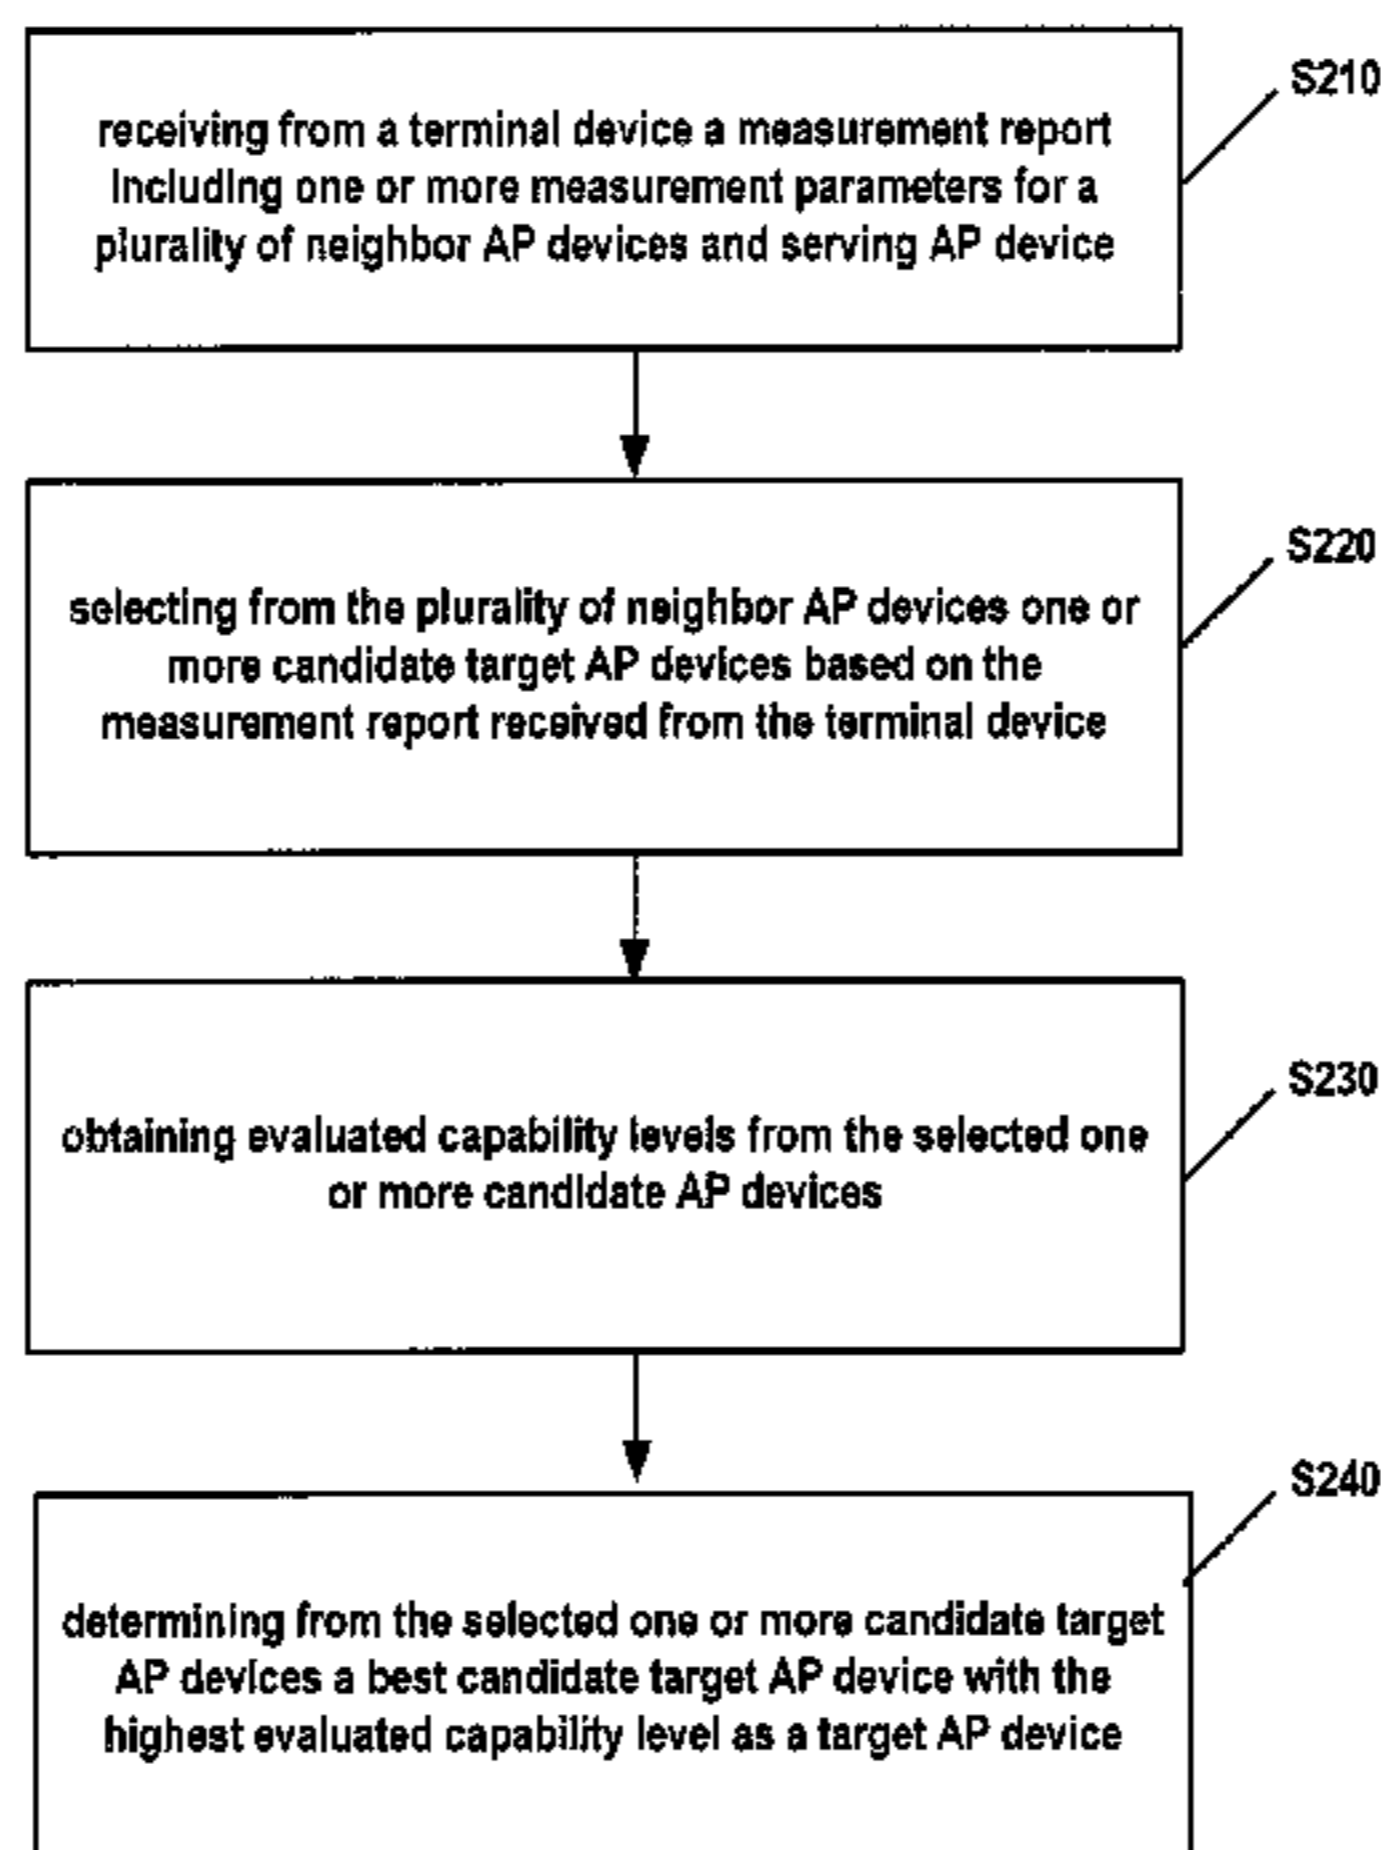 S210
receiving from a terminal device a measurement report
including one or more measurement parameters for a
plurality of neighbor AP devices and serving AP device
S220
selecting from the plurality of neighbor AP devices one or
more candidate target AP devices based on the
measurement report received from the terminal device
S230
obtaining evaluated capability levels from the selected one
or more candidate AP devices
S240
determining from the selected one or more candidate target
AP devices a best candidate target AP device with the
highest evaluated capability level as a target AP device